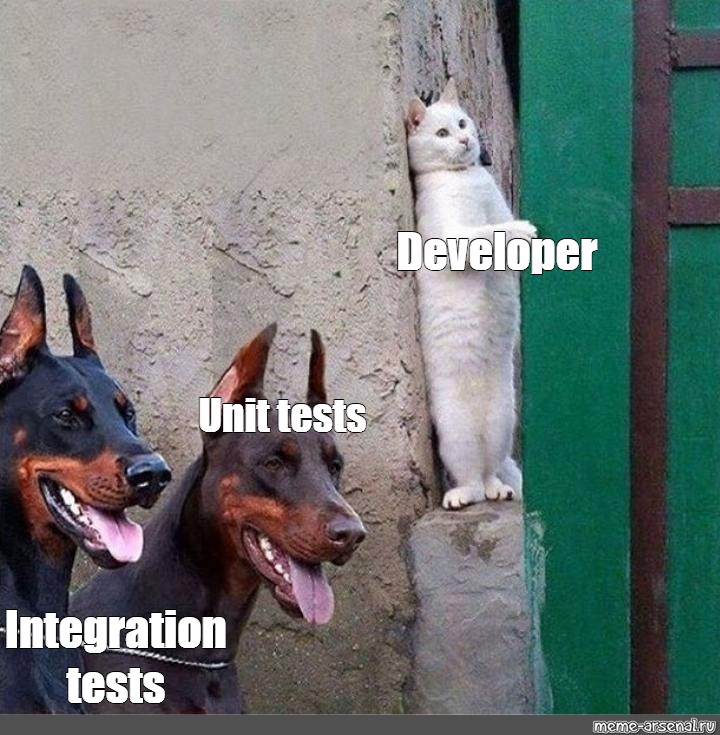 Developer
Unit tests
Integration
tests
meme-arsenal.ru